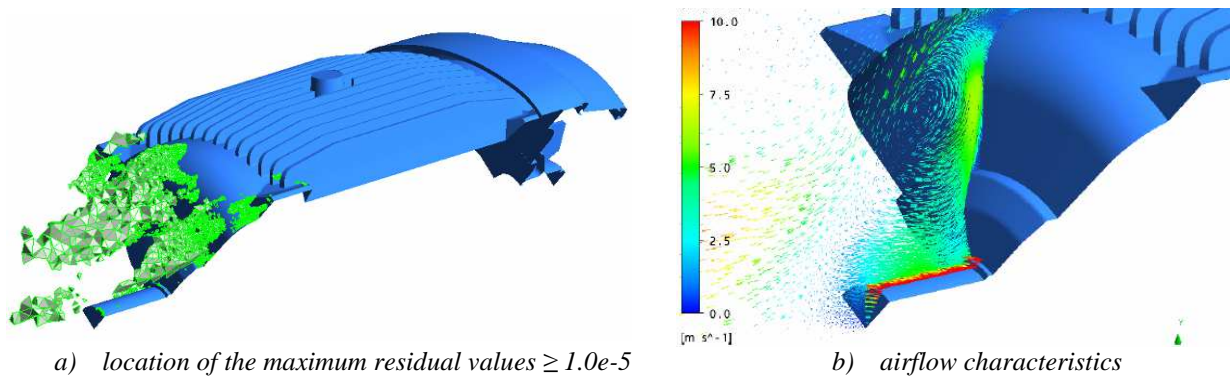 10.0
7.5
5.0
2.5
0.0
[m s^-1]
Y
a) location of the maximum residual values ≥ 1.0e-5
b) airflow characteristics